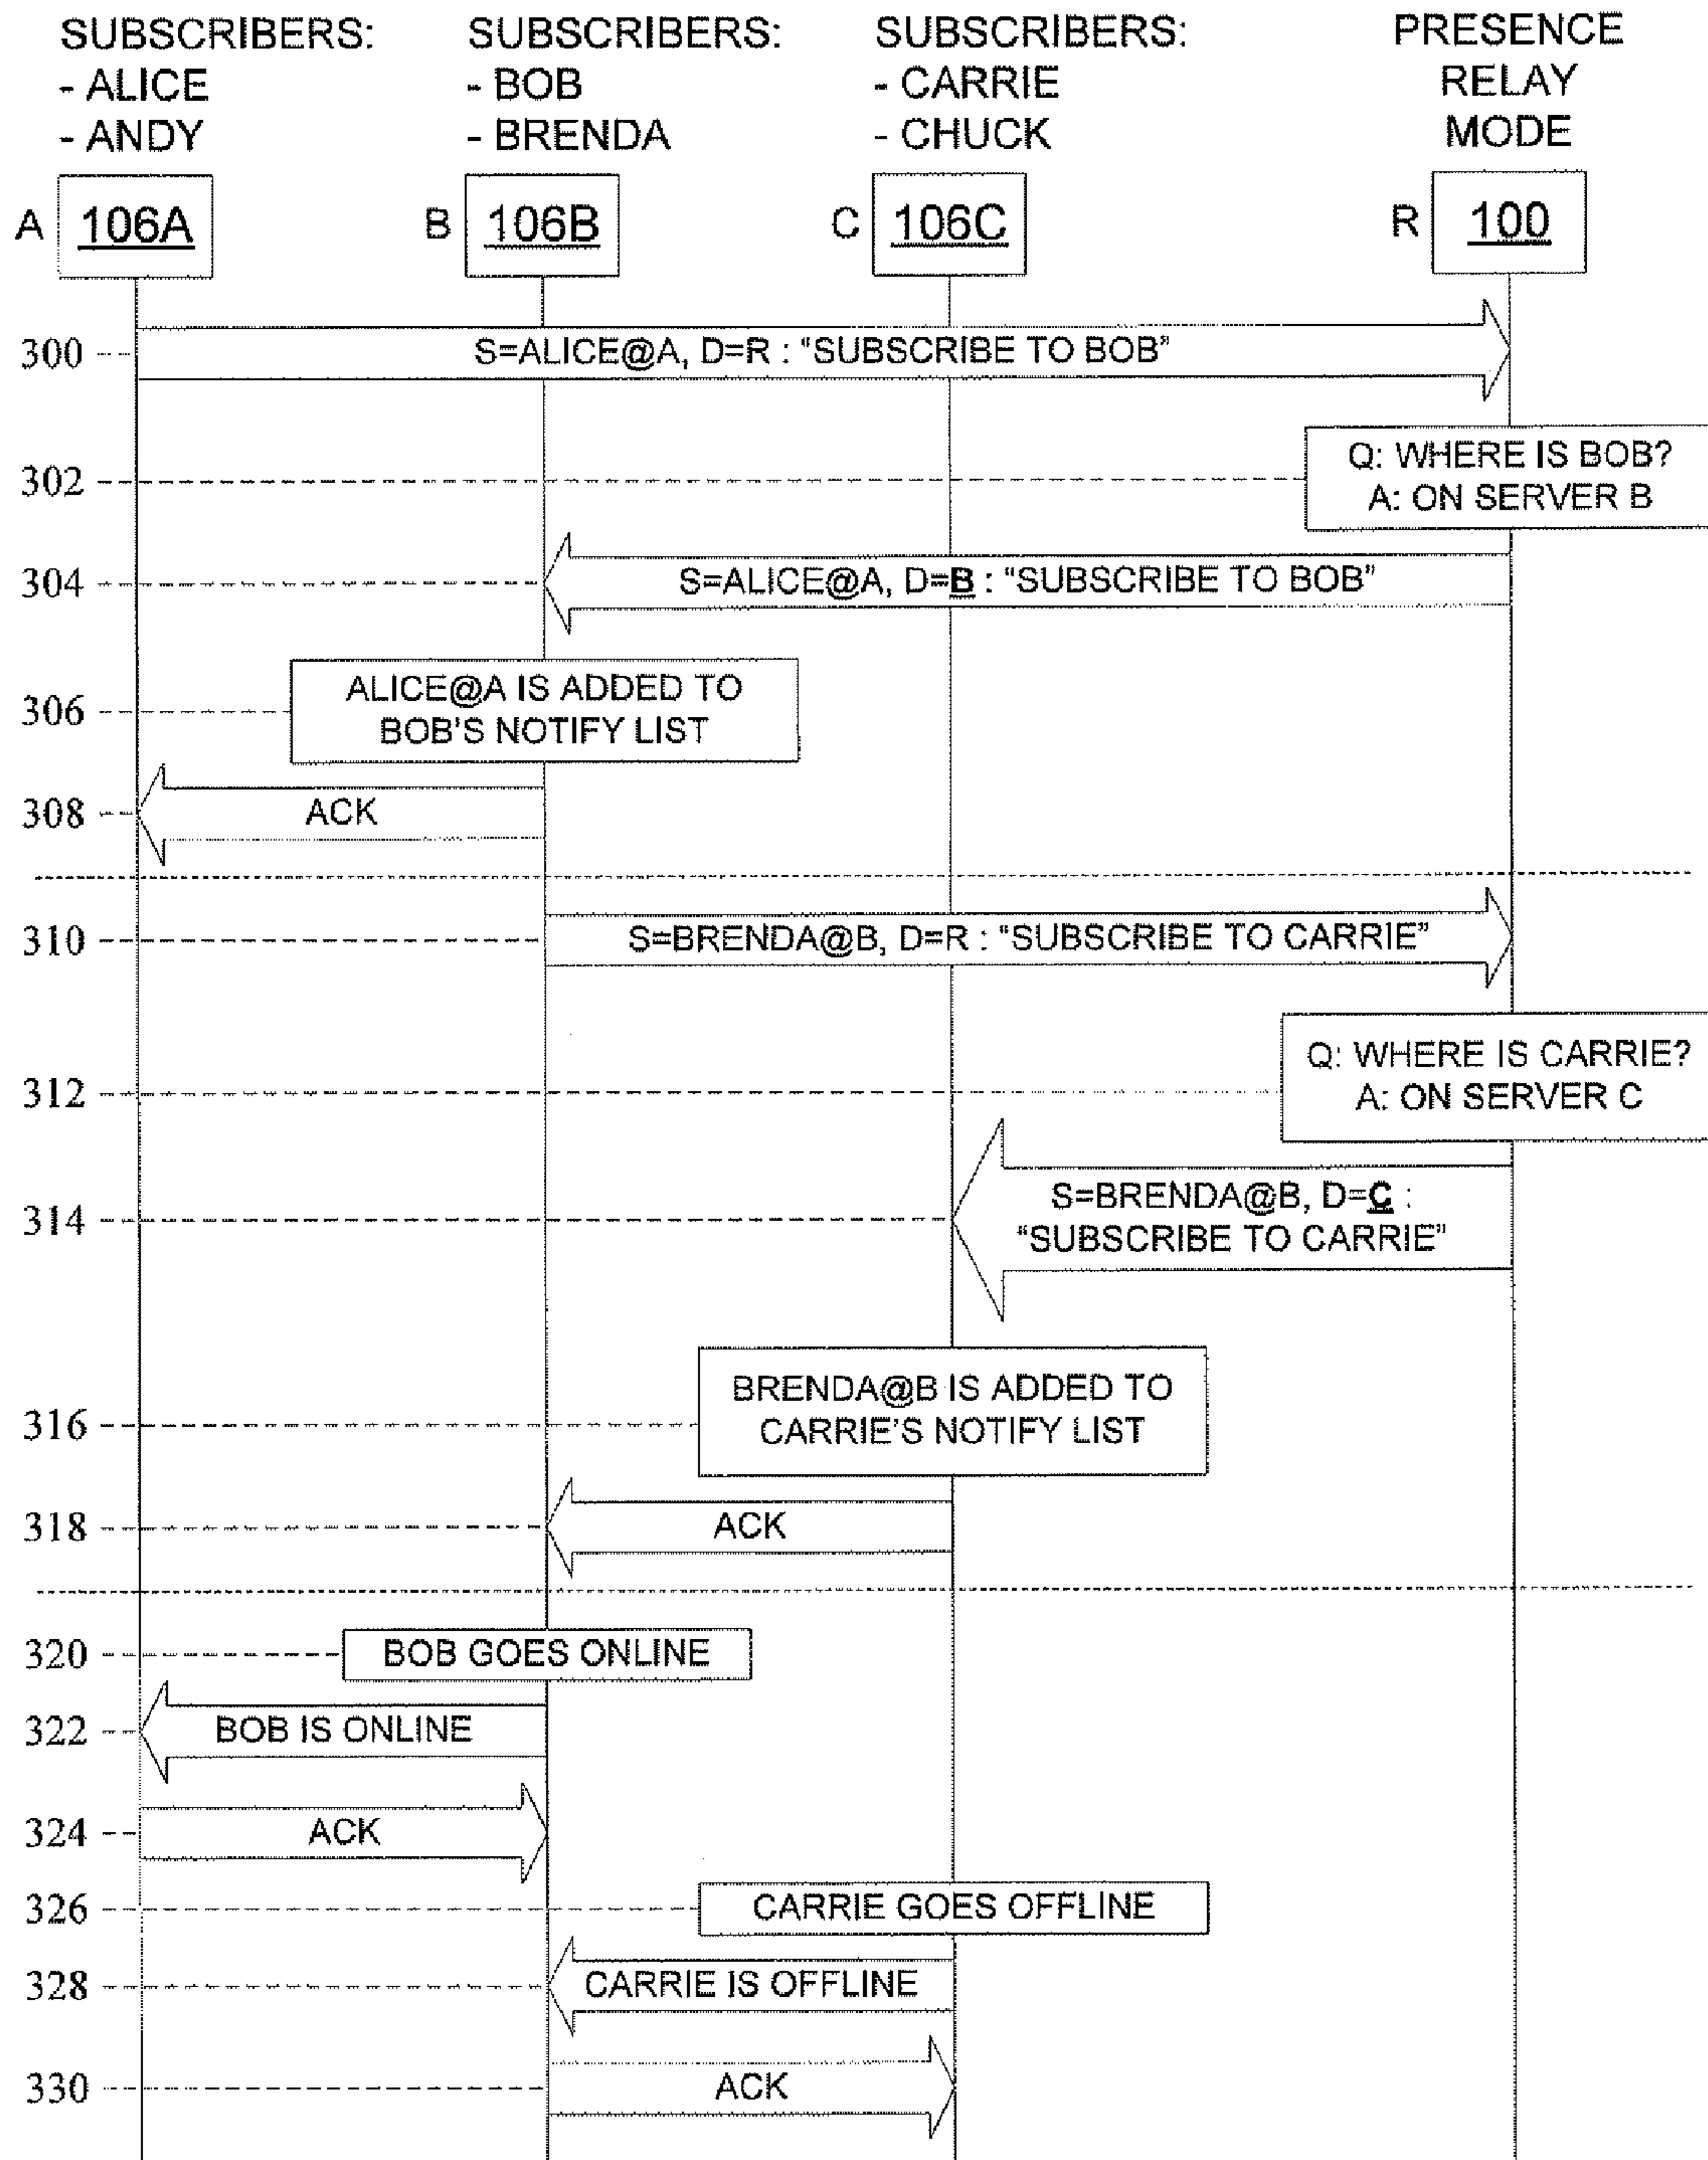 SUBSCRIBERS:
- ALICE
- ANDY
SUBSCRIBERS:
- BOB
- BRENDA
SUBSCRIBERS:
- CARRIE
- CHUCK
PRESENCE
RELAY
MODE
A 106A
B 106B
C 106C
R 100
300
S=ALICE@A, D=R : “SUBSCRIBE TO BOB”
302
Q: WHERE IS BOB?
A: ON SERVER B
304
S=ALICE@A, D=B : “SUBSCRIBE TO BOB”
306
ALICE@A IS ADDED TO
BOB'S NOTIFY LIST
308
ACK
310
S=BRENDA@B, D=R : “SUBSCRIBE TO CARRIE”
312
Q: WHERE IS CARRIE?
A: ON SERVER C
314
S=BRENDA@B, D=C :
“SUBSCRIBE TO CARRIE”
316
BRENDA@B IS ADDED TO
CARRIE'S NOTIFY LIST
318
ACK
320
BOB GOES ONLINE
322
BOB IS ONLINE
324
ACK
326
CARRIE GOES OFFLINE
328
CARRIE IS OFFLINE
330
ACK